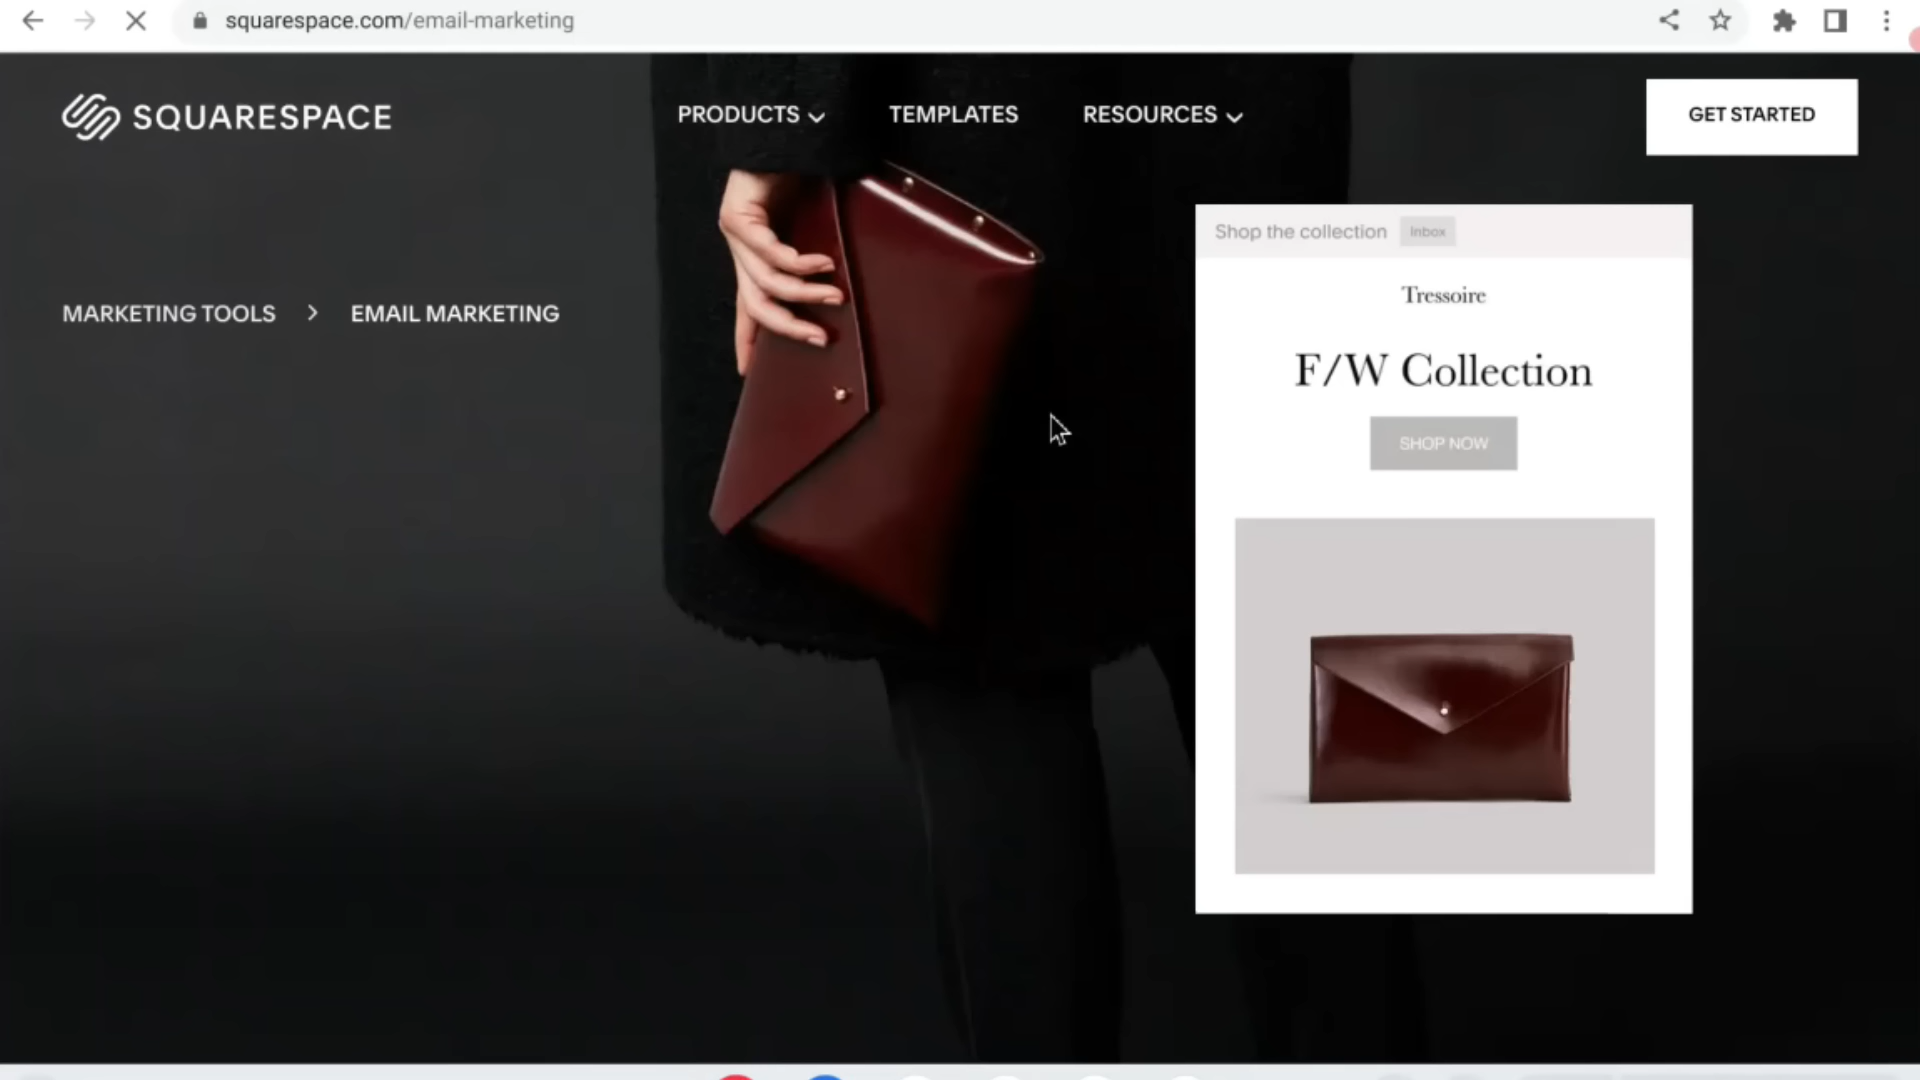 squarespace.com/email-marketing
SQUARESPACE
PRODUCTS
TEMPLATES
RESOURCES
GET STARTED
MARKETING TOOLS > EMAIL MARKETING
Shop the collection Inbox
Tressoire
F/W Collection
SHOP NOW